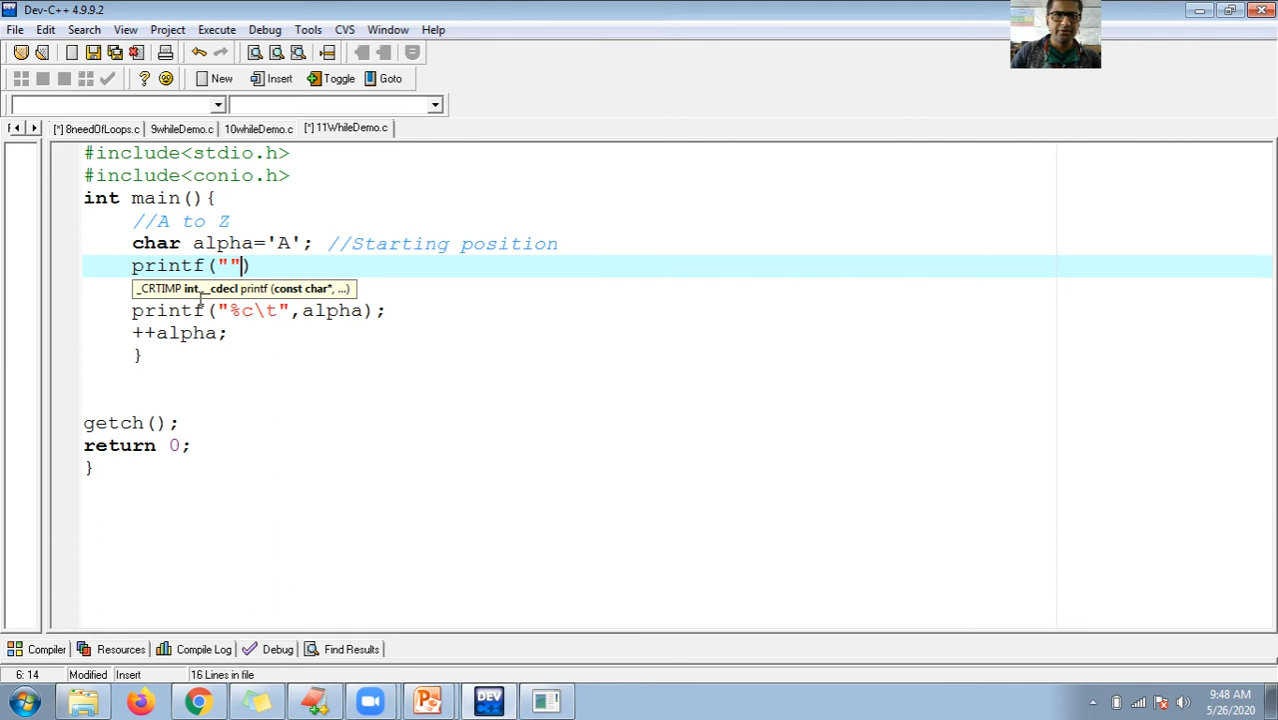 Dev-C++ 4.9.9.2
File Edit Search View Project Execute Debug Tools CVS Window Help
New Insert Toggle Goto
[*] 8needOfLoops.c 9whileDemo.c 10whileDemo.c [*] 11WhileDemo.c
#include<stdio.h>
#include<conio.h>
int main(){
//A to Z
char alpha='A'; //Starting position
printf("")
_CRTIMP int __cdecl printf (const char*, ...)
printf("%c\t",alpha);
++alpha;
}
getch();
return 0;
}
Compiler Resources Compile Log Debug Find Results
6: 14 Modified Insert 16 Lines in file
DEV
9:48 AM
5/26/2020